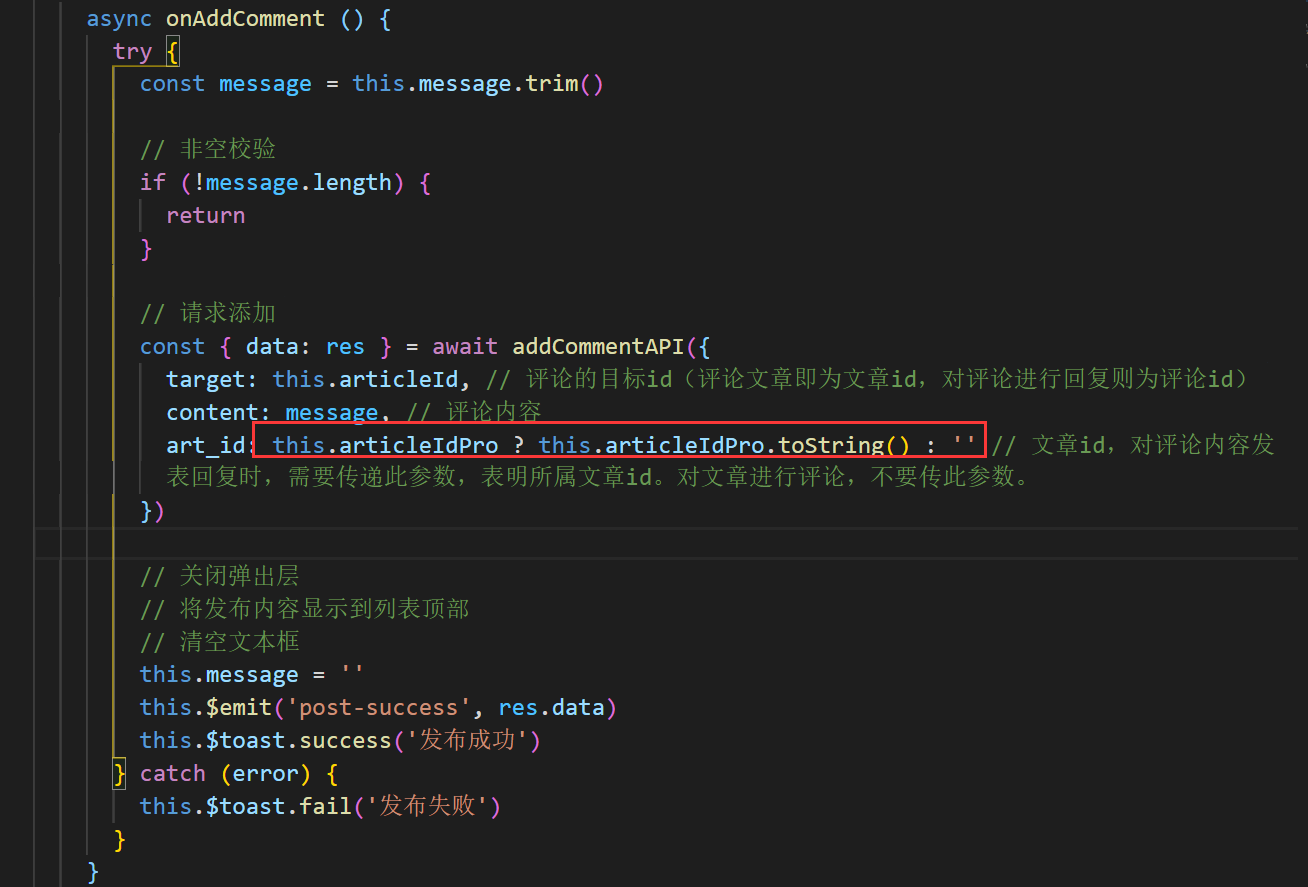 async onAddComment () {
try {
const message = this.message.trim()
// 非空校验
if (!message.length) {
return
}
// 请求添加
const { data: res } = await addCommentAPI({
target: this.articleId, // 评论的目标id（评论文章即为文章id，对评论进行回复则为评论id）
content: message, // 评论内容
art_id: this.articleIdPro ? this.articleIdPro.toString() : '' // 文章id，对评论内容发
表回复时，需要传递此参数，表明所属文章id。对文章进行评论，不要传此参数。
})
// 关闭弹出层
// 将发布内容显示到列表顶部
// 清空文本框
this.message = ''
this.$emit('post-success', res.data)
this.$toast.success('发布成功')
} catch (error) {
this.$toast.fail('发布失败')
}
}